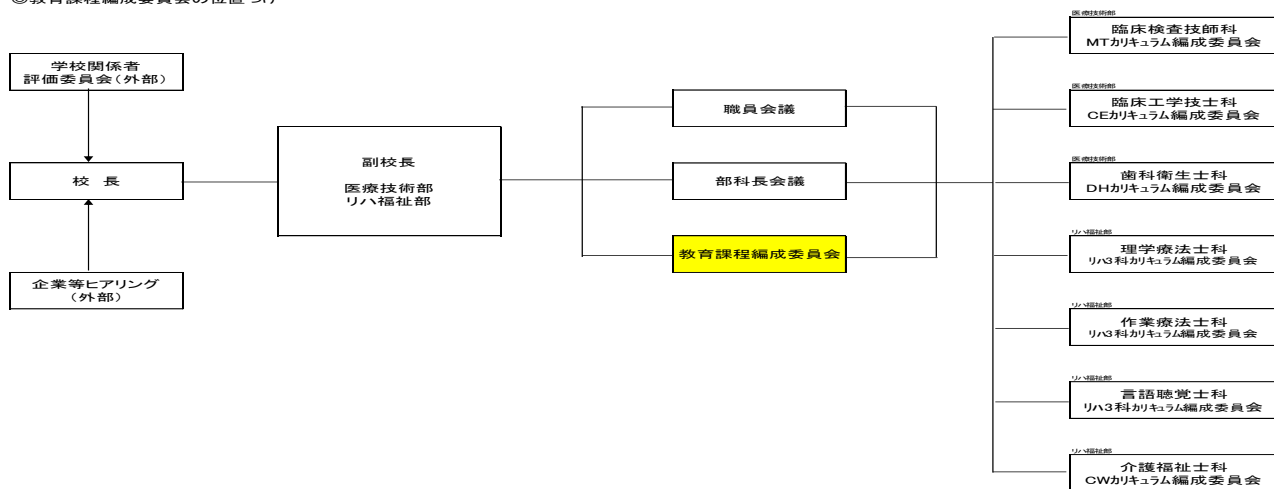 教育課程編成委員会の位置づけ
学校関係者
評価委員会(外部)
校 長
企業等ヒアリング
(外部)
副校長
医療技術部
リハ福祉部
職員会議
部科長会議
教育課程編成委員会
医療技術部
臨床検査技師科
MTカリキュラム編成委員会
医療技術部
臨床工学技士科
CEカリキュラム編成委員会
医療技術部
歯科衛生士科
DHカリキュラム編成委員会
リハ福祉部
理学療法士科
リハ3科カリキュラム編成委員会
リハ福祉部
作業療法士科
リハ3科カリキュラム編成委員会
リハ福祉部
言語聴覚士科
リハ3科カリキュラム編成委員会
リハ福祉部
介護福祉士科
CWカリキュラム編成委員会